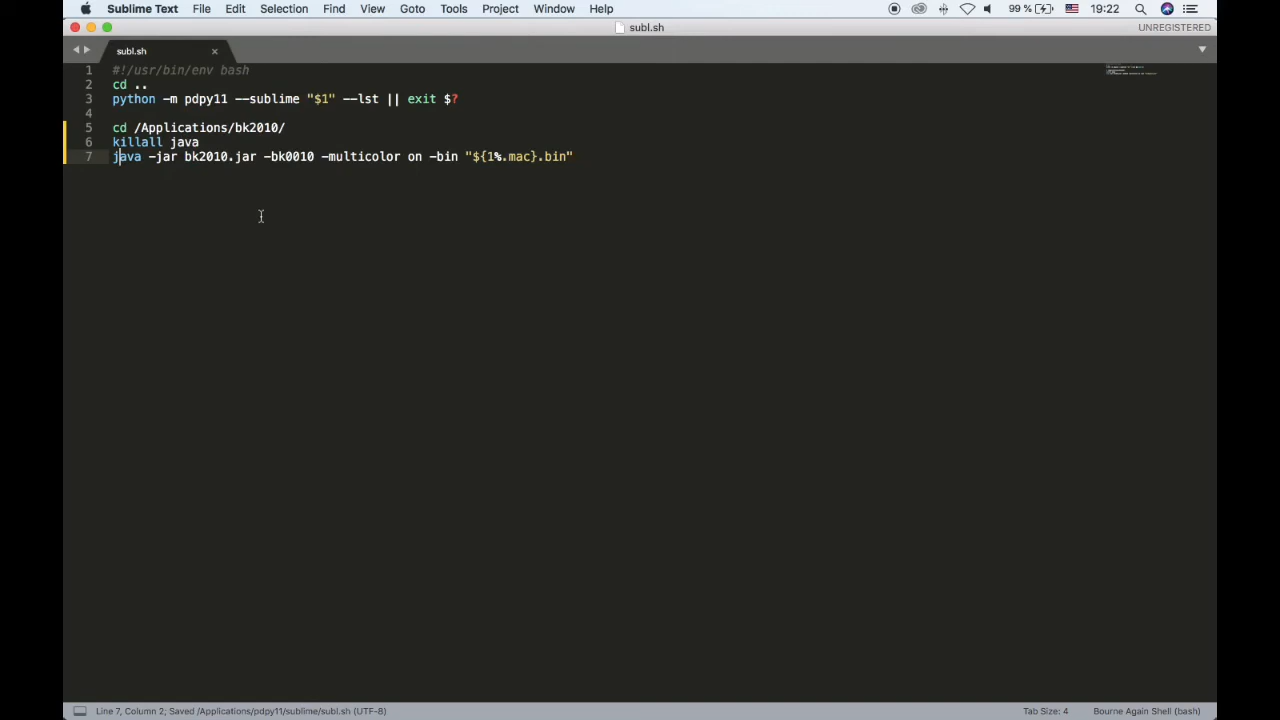 Sublime Text File Edit Selection Find View Goto Tools Project Window Help 99 % 19:22
subl.sh UNREGISTERED
subl.sh ×
1 #!/usr/bin/env bash
2 cd ..
3 python -m pdpy11 --sublime "$1" --lst || exit $?
4
5 cd /Applications/bk2010/
6 killall java
7 java -jar bk2010.jar -bk0010 -multicolor on -bin "${1%.mac}.bin"
Line 7, Column 2; Saved /Applications/pdpy11/sublime/subl.sh (UTF-8) Tab Size: 4 Bourne Again Shell (bash)